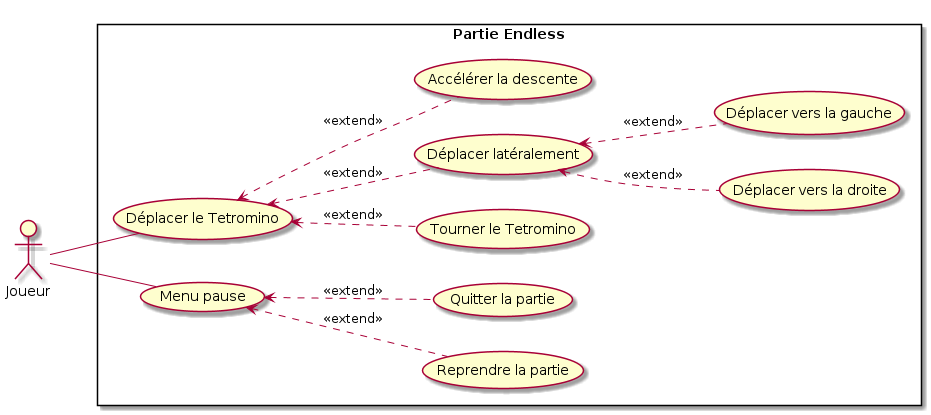 Partie Endless
Accélérer la descente
Déplacer vers la gauche
«extend»
«extend»
Déplacer latéralement
«extend»
«extend»
Déplacer vers la droite
Déplacer le Tetromino
«extend»
Tourner le Tetromino
Joueur
Menu pause
«extend»
Quitter la partie
«extend»
Reprendre la partie